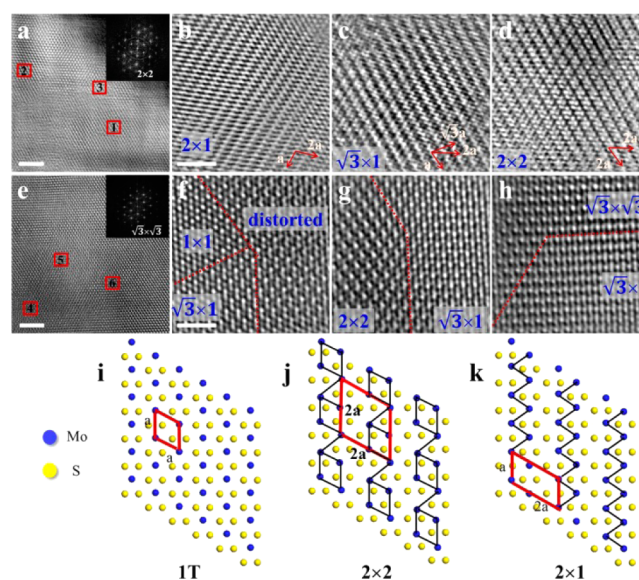 a
2
3
1
2×2
b
2×1
2a
a
c
√3×1
√3a
2a
a
d
2×2
2a
e
5
6
4
√3×√3
f
distorted
1×1
√3×1
g
2×2
√3×1
h
√3×√3
√3×
i
j
k
Mo
S
a
a
2a
2a
a
2a
1T
2×2
2×1